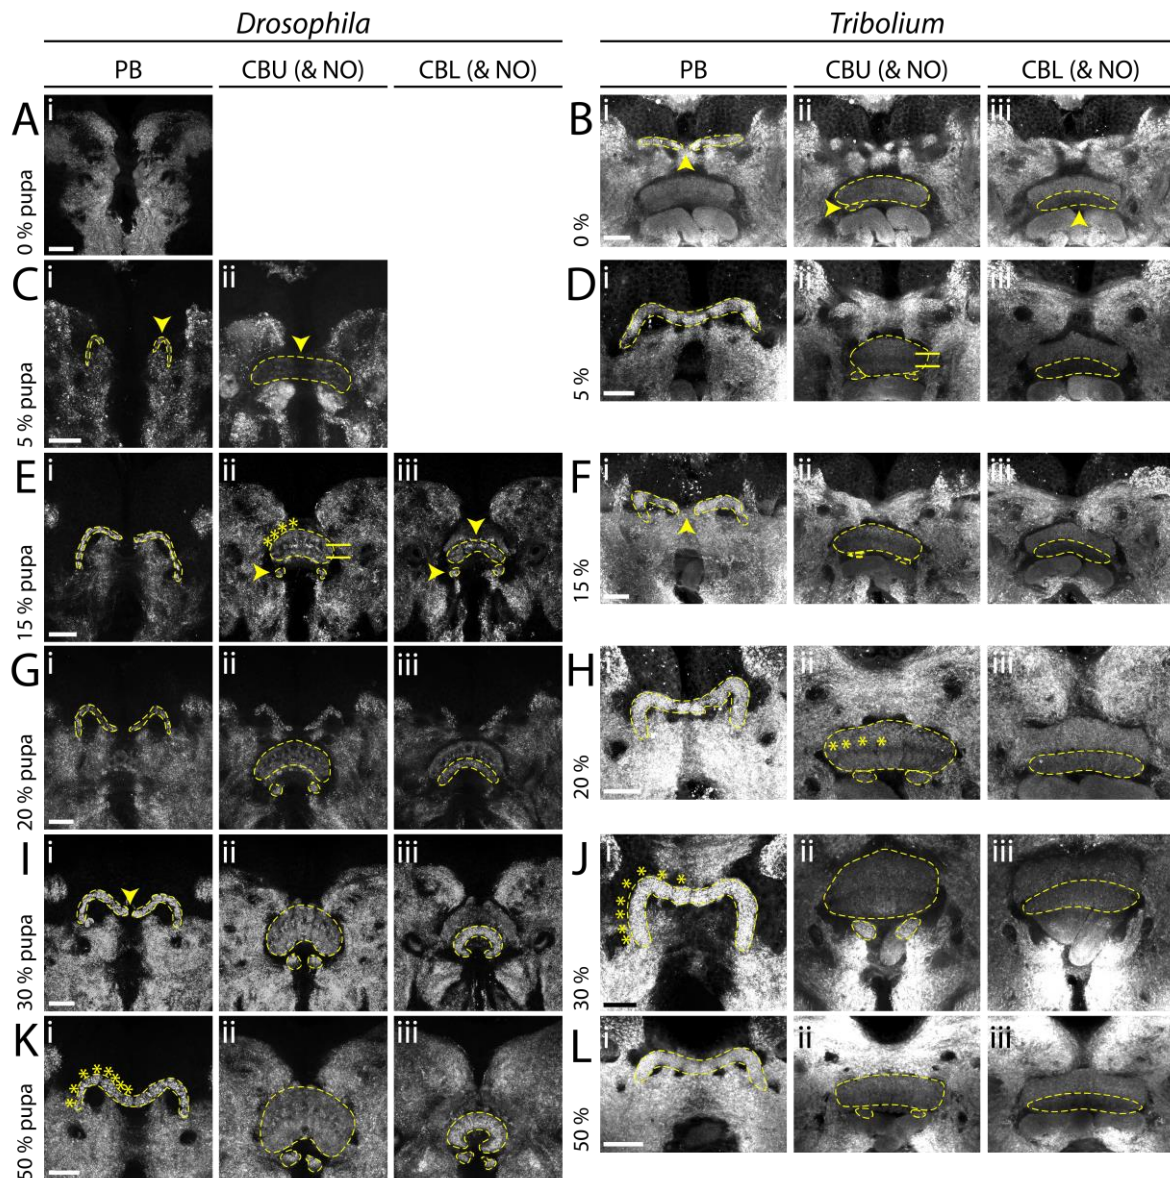 Drosophila Tribolium
PB CBU (& NO) CBL (& NO) PB CBU (& NO) CBL (& NO)
A i 0 % pupa B i ii iii 0 %
C i ii 5 % pupa D i ii iii 5 %
E i ii iii 15 % pupa F i ii iii 15 %
G i ii iii 20 % pupa H i ii iii 20 %
I i ii iii 30 % pupa J i ii iii 30 %
K i ii iii 50 % pupa L i ii iii 50 %